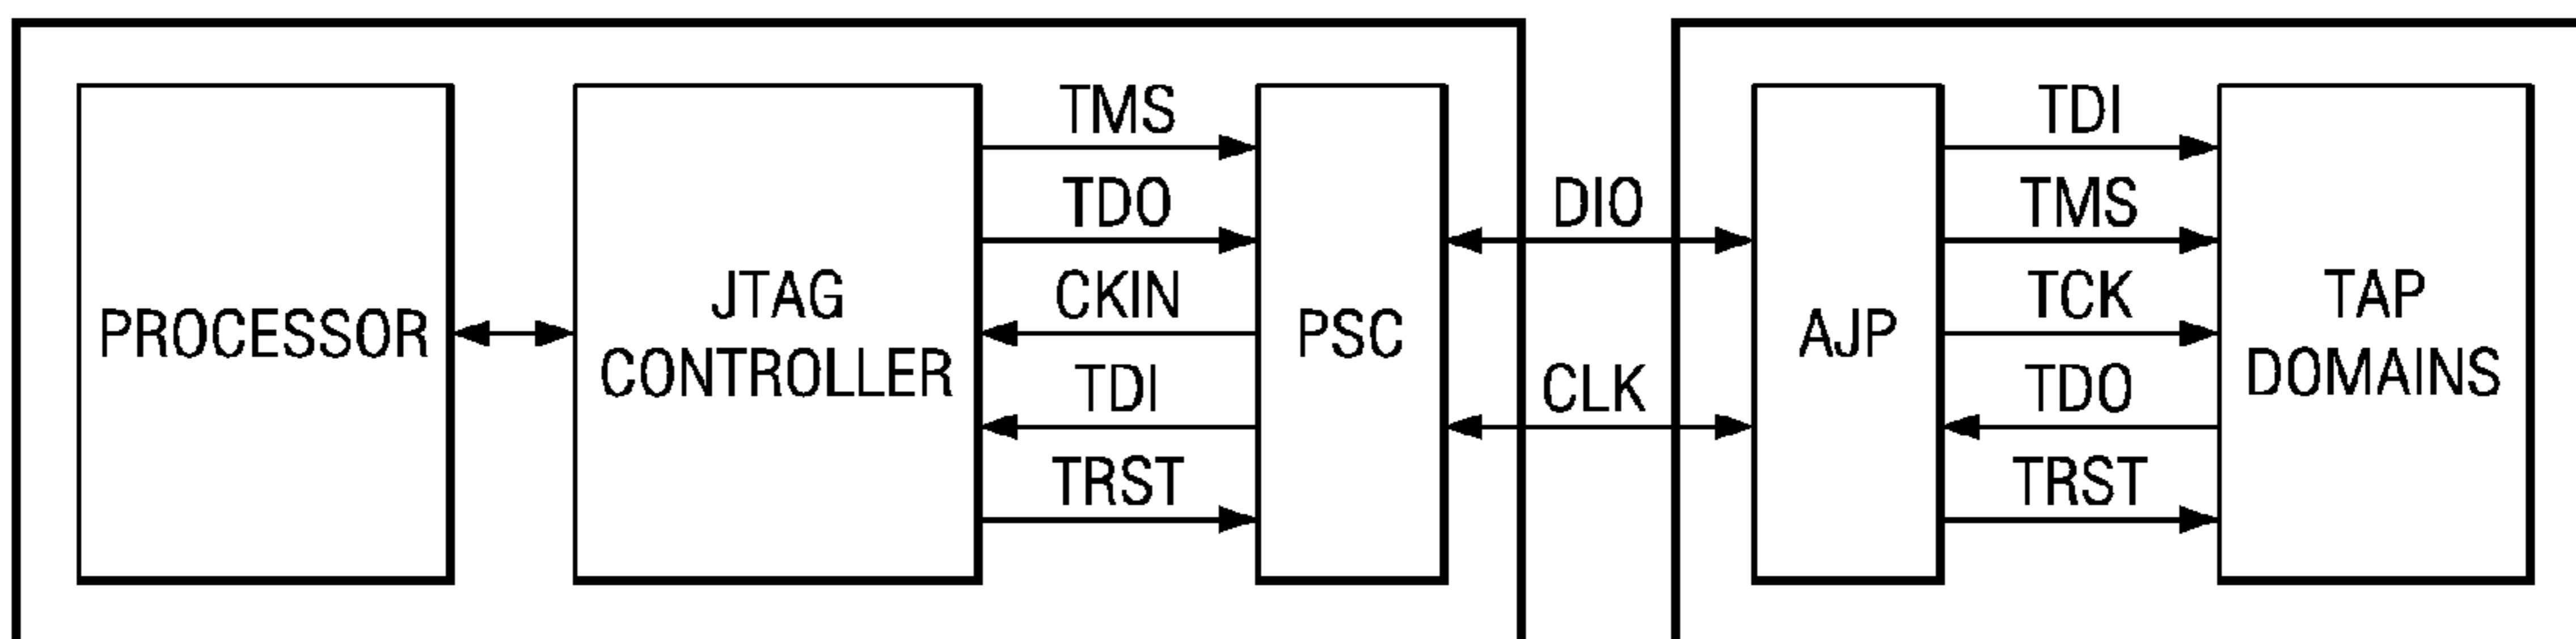 PROCESSOR
JTAG
CONTROLLER
TMS
TDO
CKIN
TDI
TRST
PSC
DIO
CLK
AJP
TDI
TMS
TCK
TDO
TRST
TAP
DOMAINS